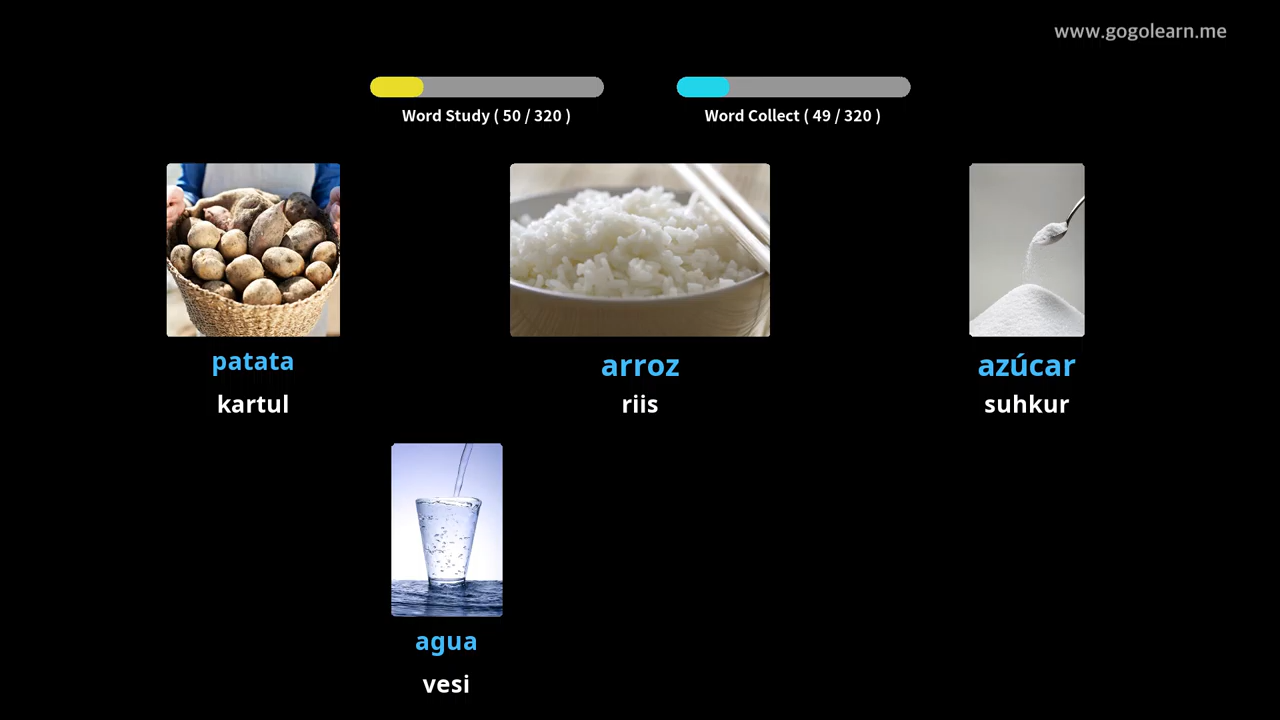 www.gogolearn.me
Word Study ( 50 / 320 )
Word Collect ( 49 / 320 )
patata
kartul
arroz
riis
azúcar
suhkur
agua
vesi